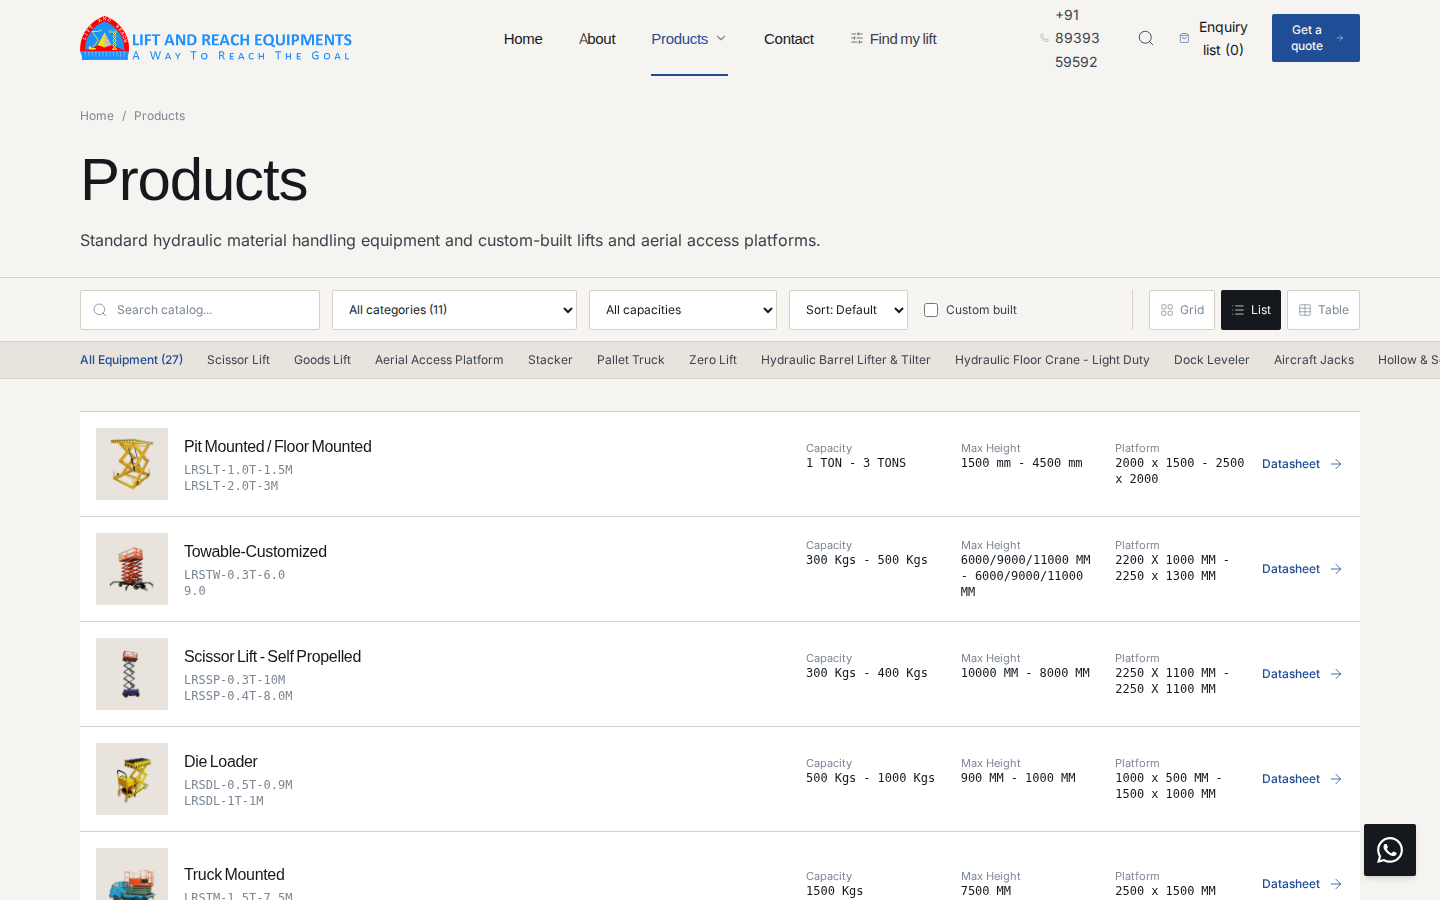 LIFT AND REACH EQUIPMENTS
A Way To Reach The Goal
Home
About
Products
Contact
Find my lift
+91
89393
59592
Enquiry
list (0)
Get a
quote
Home / Products
Products
Standard hydraulic material handling equipment and custom-built lifts and aerial access platforms.
Search catalog...
All categories (11)
All capacities
Sort: Default
Custom built
Grid
List
Table
All Equipment (27)
Scissor Lift
Goods Lift
Aerial Access Platform
Stacker
Pallet Truck
Zero Lift
Hydraulic Barrel Lifter & Tilter
Hydraulic Floor Crane - Light Duty
Dock Leveler
Aircraft Jacks
Hollow & S
Pit Mounted / Floor Mounted
LRSLT-1.0T-1.5M
LRSLT-2.0T-3M
Capacity
1 TON - 3 TONS
Max Height
1500 mm - 4500 mm
Platform
2000 x 1500 - 2500
x 2000
Datasheet
Towable-Customized
LRSTW-0.3T-6.0
9.0
Capacity
300 Kgs - 500 Kgs
Max Height
6000/9000/11000 MM
- 6000/9000/11000
MM
Platform
2200 X 1000 MM -
2250 x 1300 MM
Datasheet
Scissor Lift - Self Propelled
LRSSP-0.3T-10M
LRSSP-0.4T-8.0M
Capacity
300 Kgs - 400 Kgs
Max Height
10000 MM - 8000 MM
Platform
2250 X 1100 MM -
2250 X 1100 MM
Datasheet
Die Loader
LRSDL-0.5T-0.9M
LRSDL-1T-1M
Capacity
500 Kgs - 1000 Kgs
Max Height
900 MM - 1000 MM
Platform
1000 x 500 MM -
1500 x 1000 MM
Datasheet
Truck Mounted
LRSTM-1.5T-7.5M
Capacity
1500 Kgs
Max Height
7500 MM
Platform
2500 x 1500 MM
Datasheet